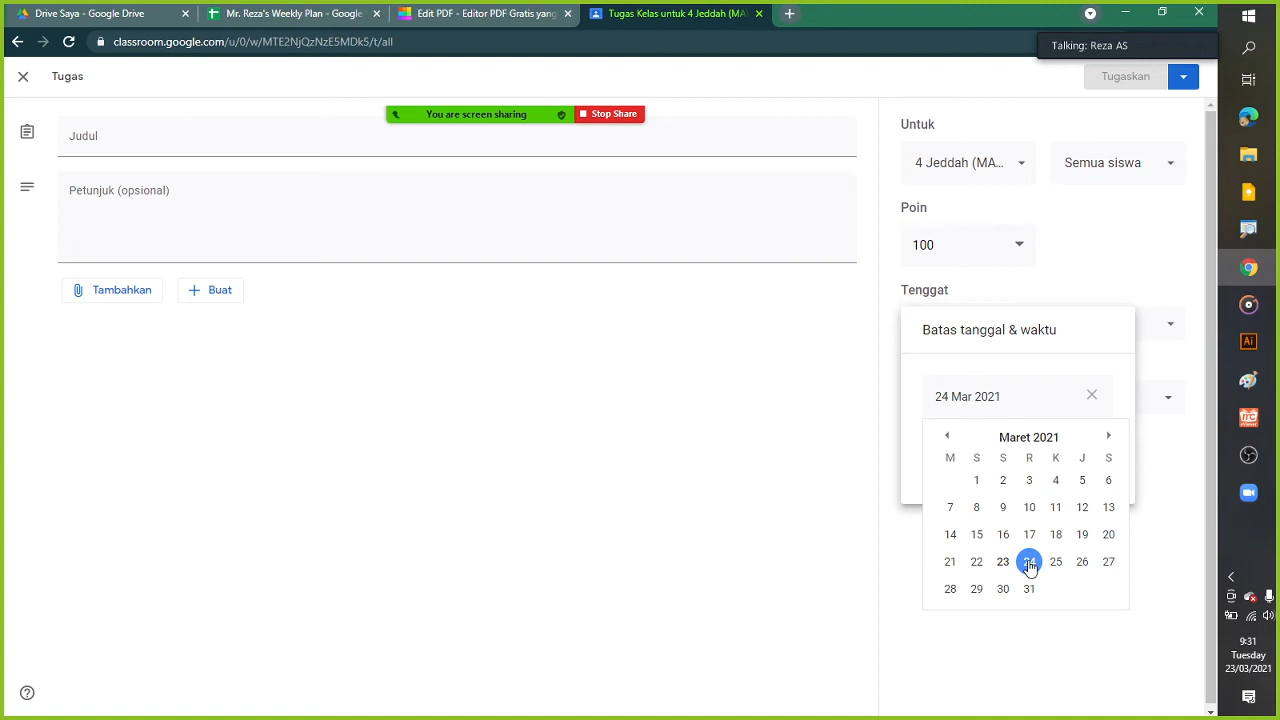 Drive Saya - Google Drive
Mr. Reza's Weekly Plan - Google
Edit PDF - Editor PDF Gratis yang
Tugas Kelas untuk 4 Jeddah (MA
classroom.google.com/u/0/w/MTE2NjQzNzE5MDk5/t/all
Talking: Reza AS
Tugas
Tugaskan
You are screen sharing
Stop Share
Judul
Petunjuk (opsional)
Tambahkan
Buat
Untuk
4 Jeddah (MA...
Semua siswa
Poin
100
Tenggat
Batas tanggal & waktu
24 Mar 2021
Maret 2021
M S S R K J S
1 2 3 4 5 6
7 8 9 10 11 12 13
14 15 16 17 18 19 20
21 22 23 24 25 26 27
28 29 30 31
Ai
9:31
Tuesday
23/03/2021